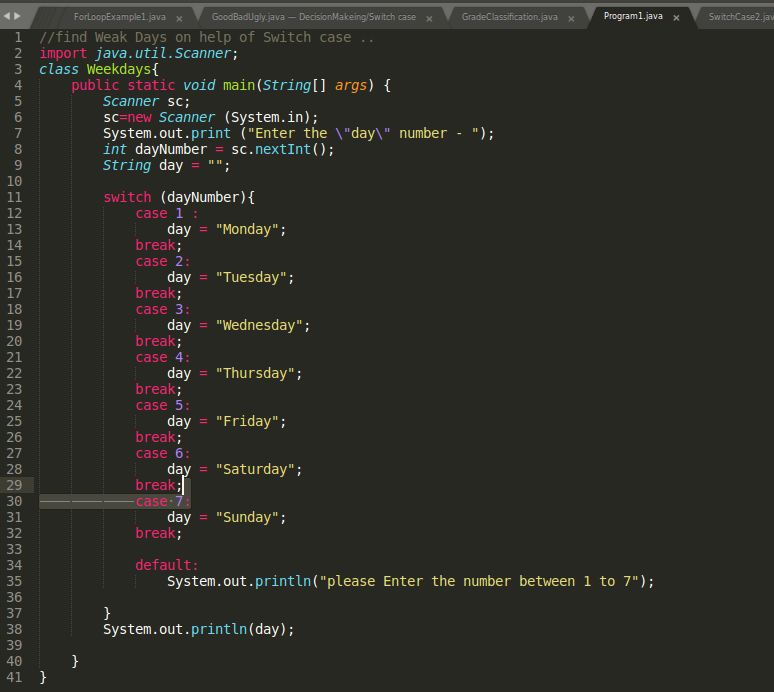 ForLoopExample1.java × GoodBadUgly.java — DecisionMakeing/Switch case × GradeClassification.java × Program1.java × SwitchCase2.jav
1 //find Weak Days on help of Switch case ..
2 import java.util.Scanner;
3 class Weekdays{
4 public static void main(String[] args) {
5 Scanner sc;
6 sc=new Scanner (System.in);
7 System.out.print ("Enter the \"day\" number - ");
8 int dayNumber = sc.nextInt();
9 String day = "";
10
11 switch (dayNumber){
12 case 1 :
13 day = "Monday";
14 break;
15 case 2:
16 day = "Tuesday";
17 break;
18 case 3:
19 day = "Wednesday";
20 break;
21 case 4:
22 day = "Thursday";
23 break;
24 case 5:
25 day = "Friday";
26 break;
27 case 6:
28 day = "Saturday";
29 break;
30 case 7:
31 day = "Sunday";
32 break;
33
34 default:
35 System.out.println("please Enter the number between 1 to 7");
36
37 }
38 System.out.println(day);
39
40 }
41 }